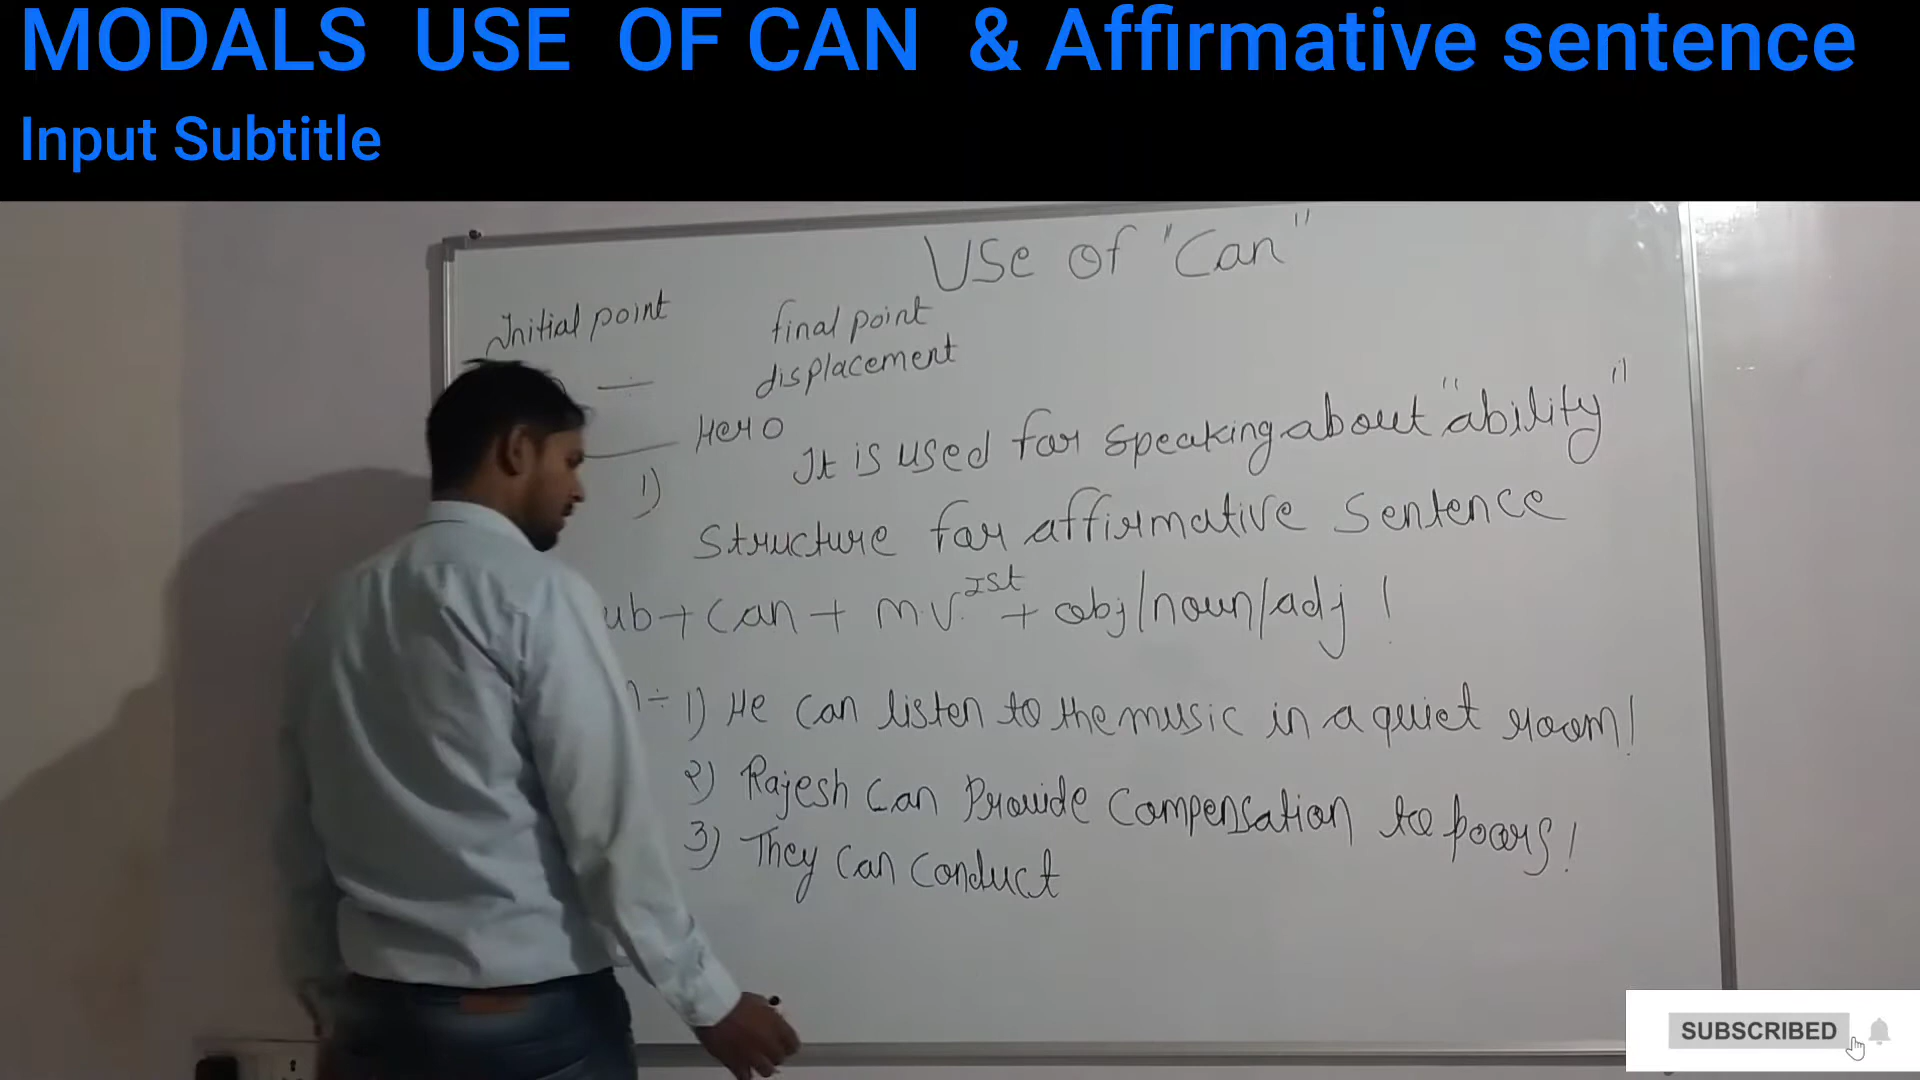 MODALS USE OF CAN & Affirmative sentence
Input Subtitle
Use of "Can"
Initial point final point
displacement
Hero
1) It is used for speaking about "ability"
Structure for affirmative Sentence
ub + Can + m.v. Ist + obj/noun/adj !
÷ 1) He can listen to the music in a quiet room!
2) Rajesh Can Provide Compensation to poors!
3) They Can Conduct
SUBSCRIBED